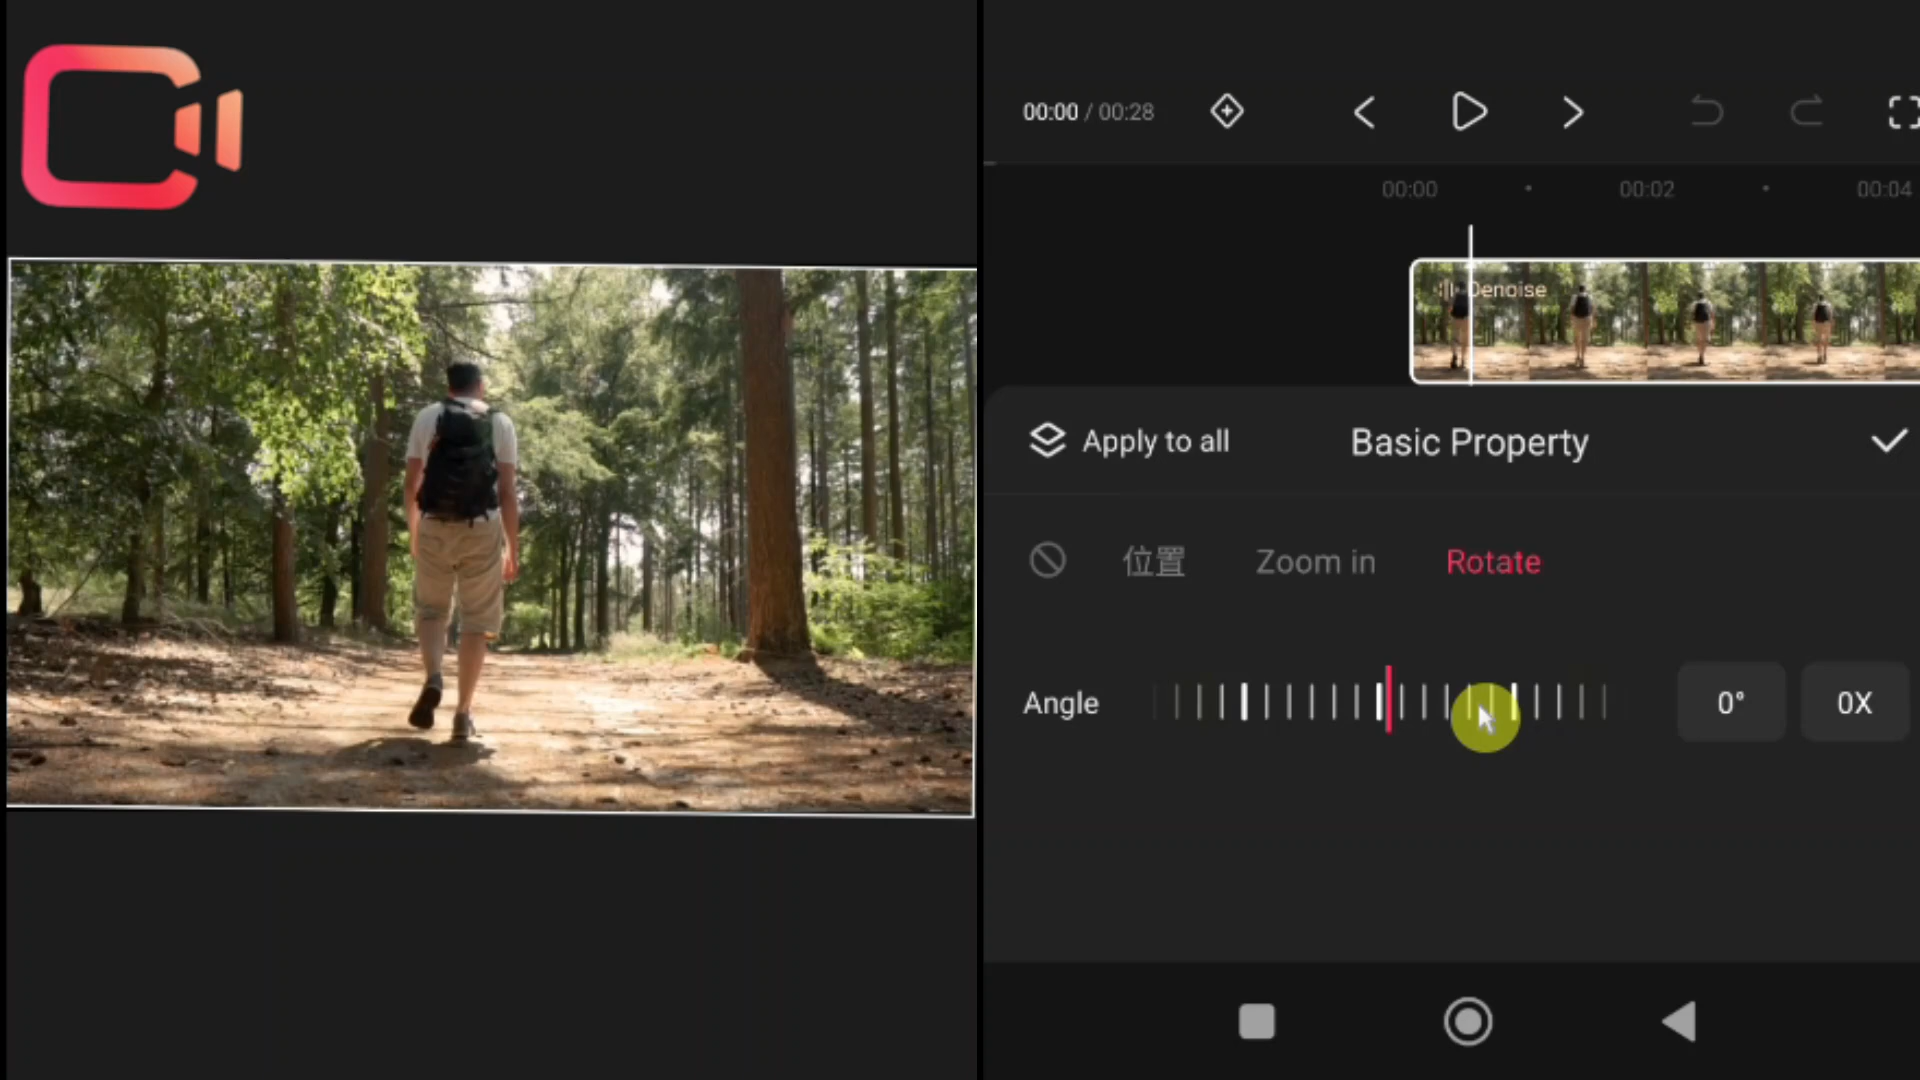 00:00 / 00:28
00:00 00:02 00:04
Denoise
Apply to all Basic Property
位置 Zoom in Rotate
Angle 0° 0X